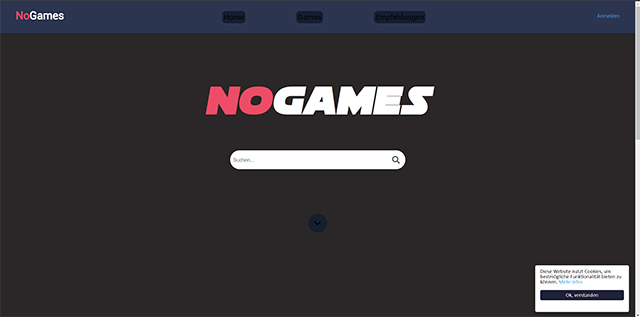 NoGames
Home
Games
Empfehlungen
Anmelden
NOGAMES
Suchen...
Diese Website nutzt Cookies, um
bestmögliche Funktionalität bieten zu
können. Mehr Infos
Ok, verstanden